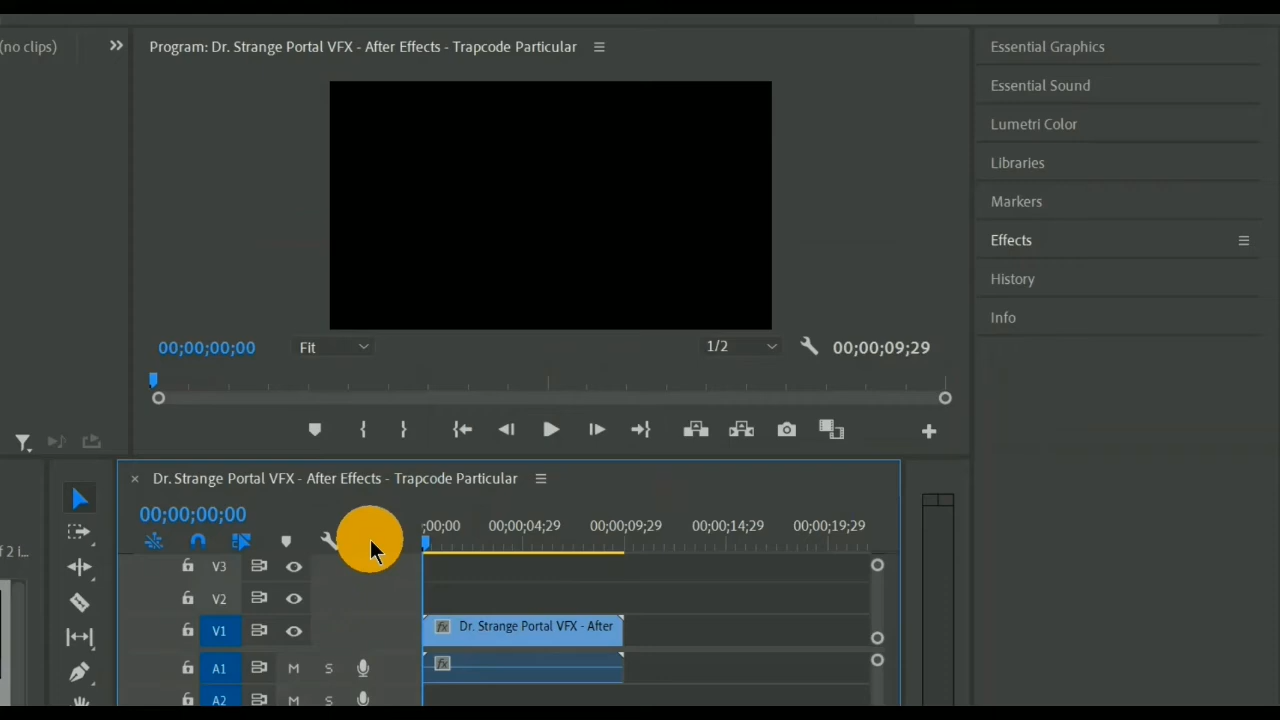 (no clips)
Program: Dr. Strange Portal VFX - After Effects - Trapcode Particular
Essential Graphics
Essential Sound
Lumetri Color
Libraries
Markers
Effects
History
Info
00;00;00;00
Fit
1/2
00;00;09;29
Dr. Strange Portal VFX - After Effects - Trapcode Particular
00;00;00;00
;00;00
00;00;04;29
00;00;09;29
00;00;14;29
00;00;19;29
f 2 i...
V3
V2
V1
fx Dr. Strange Portal VFX - After
A1 M S
fx
A2 M S